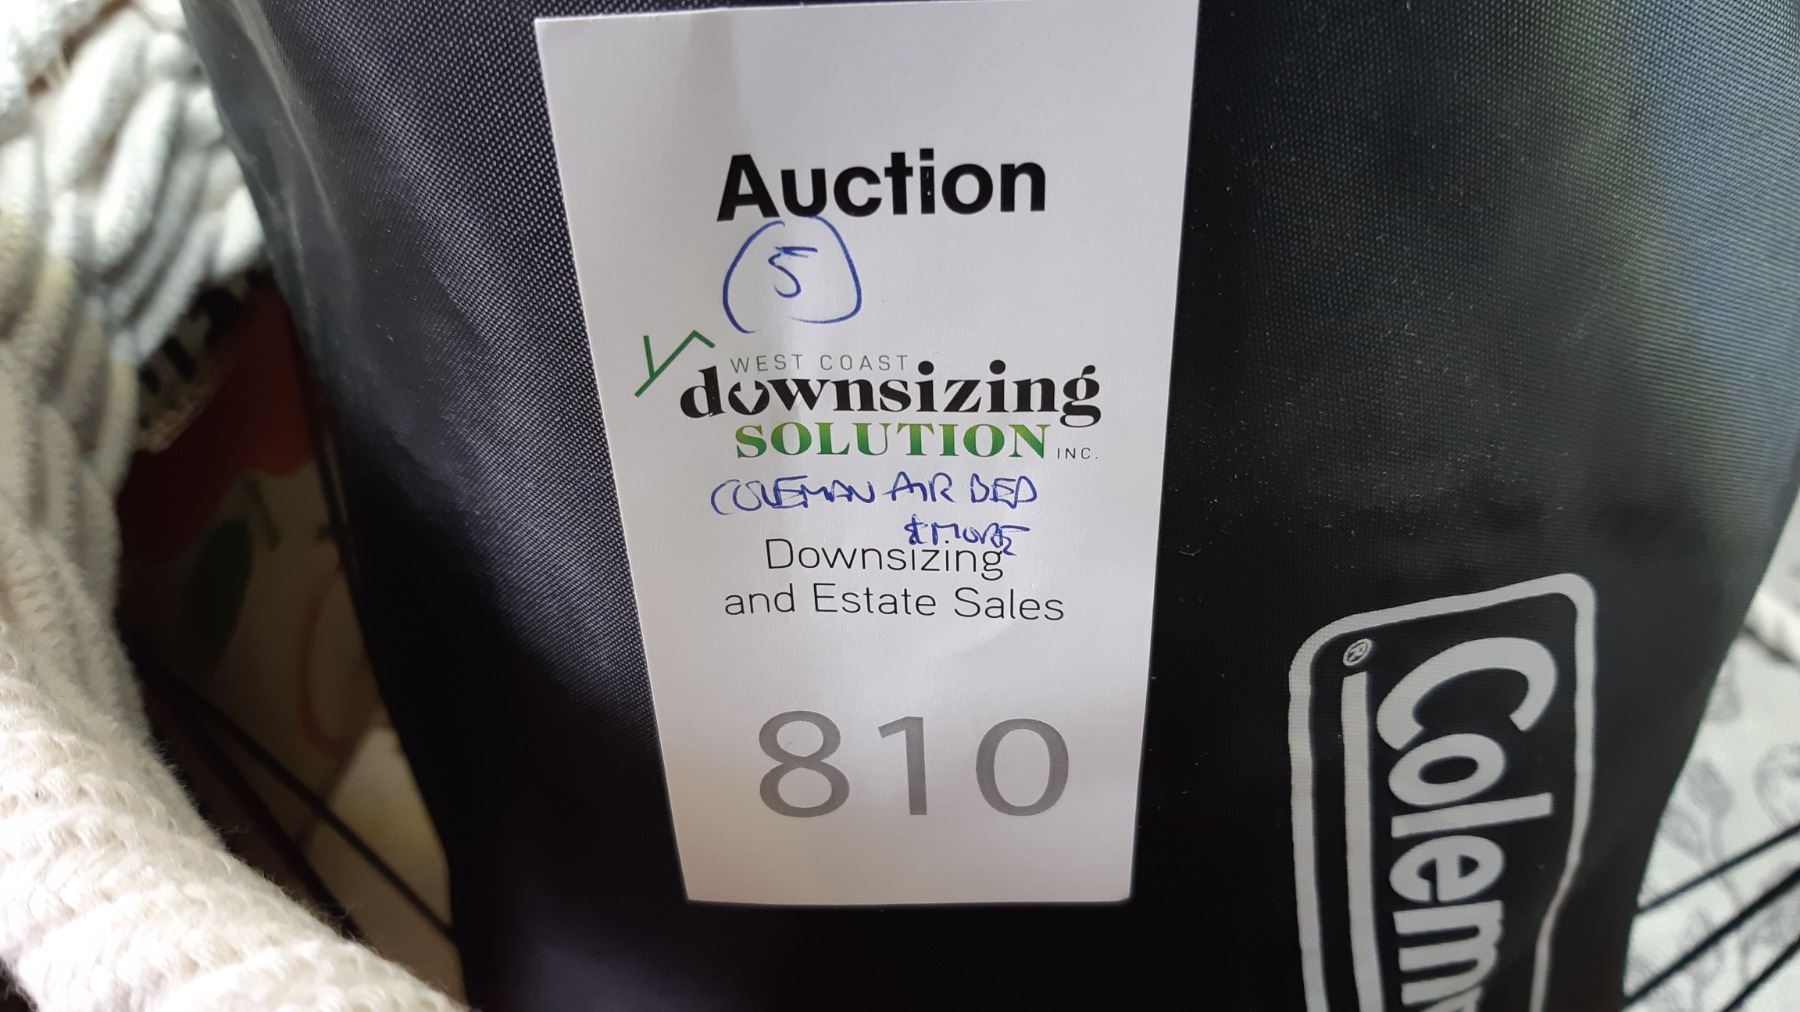 Auction
5
WEST COAST
downsizing
SOLUTION INC.
COLEMAN AIR BED
& MORE
Downsizing
and Estate Sales
810
®
Colem